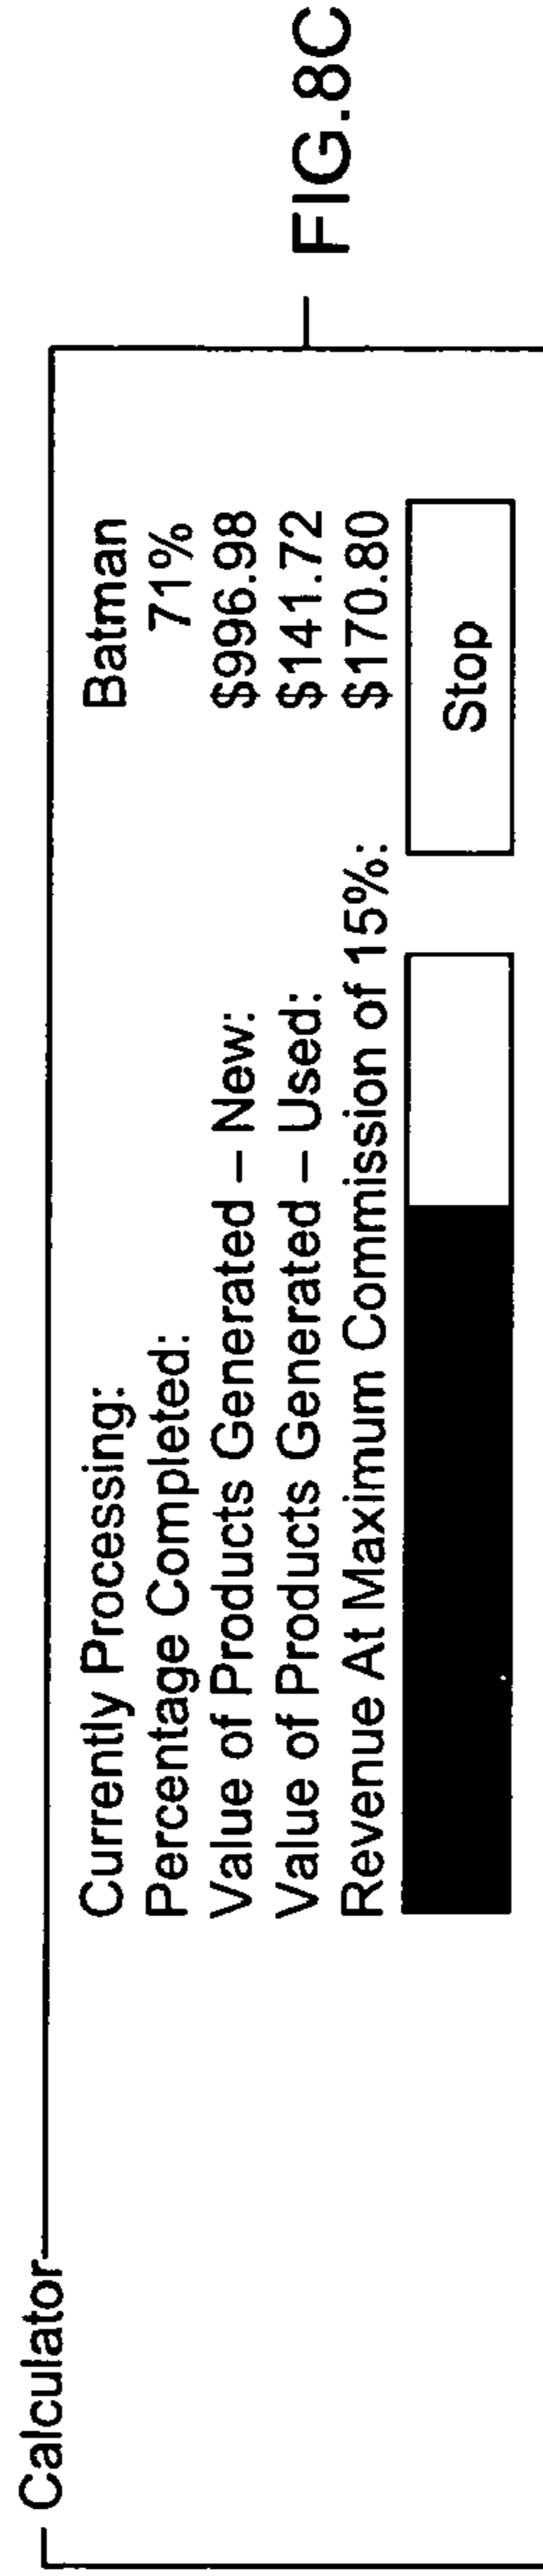 Calculator
Currently Processing: Batman
Percentage Completed: 71%
Value of Products Generated – New: $996.98
Value of Products Generated – Used: $141.72
Revenue At Maximum Commission of 15%: $170.80
Stop
FIG.8C